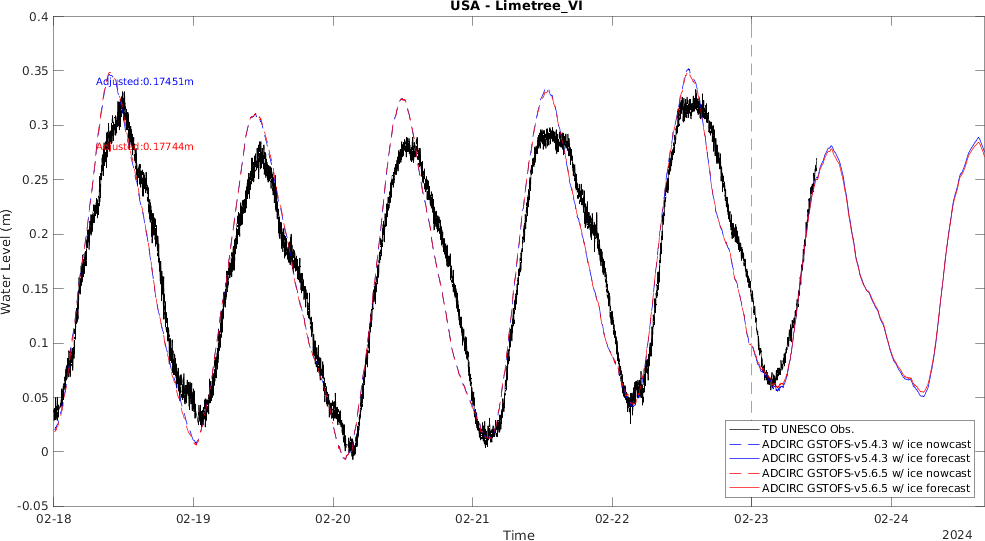 USA - Limetree_VI
0.4
0.35
0.3
0.25
0.2
0.15
0.1
0.05
0
-0.05
Water Level (m)
Adjusted:0.17451m
Adjusted:0.17744m
TD UNESCO Obs.
ADCIRC GSTOFS-v5.4.3 w/ ice nowcast
ADCIRC GSTOFS-v5.4.3 w/ ice forecast
ADCIRC GSTOFS-v5.6.5 w/ ice nowcast
ADCIRC GSTOFS-v5.6.5 w/ ice forecast
02-18 02-19 02-20 02-21 02-22 02-23 02-24
Time
2024